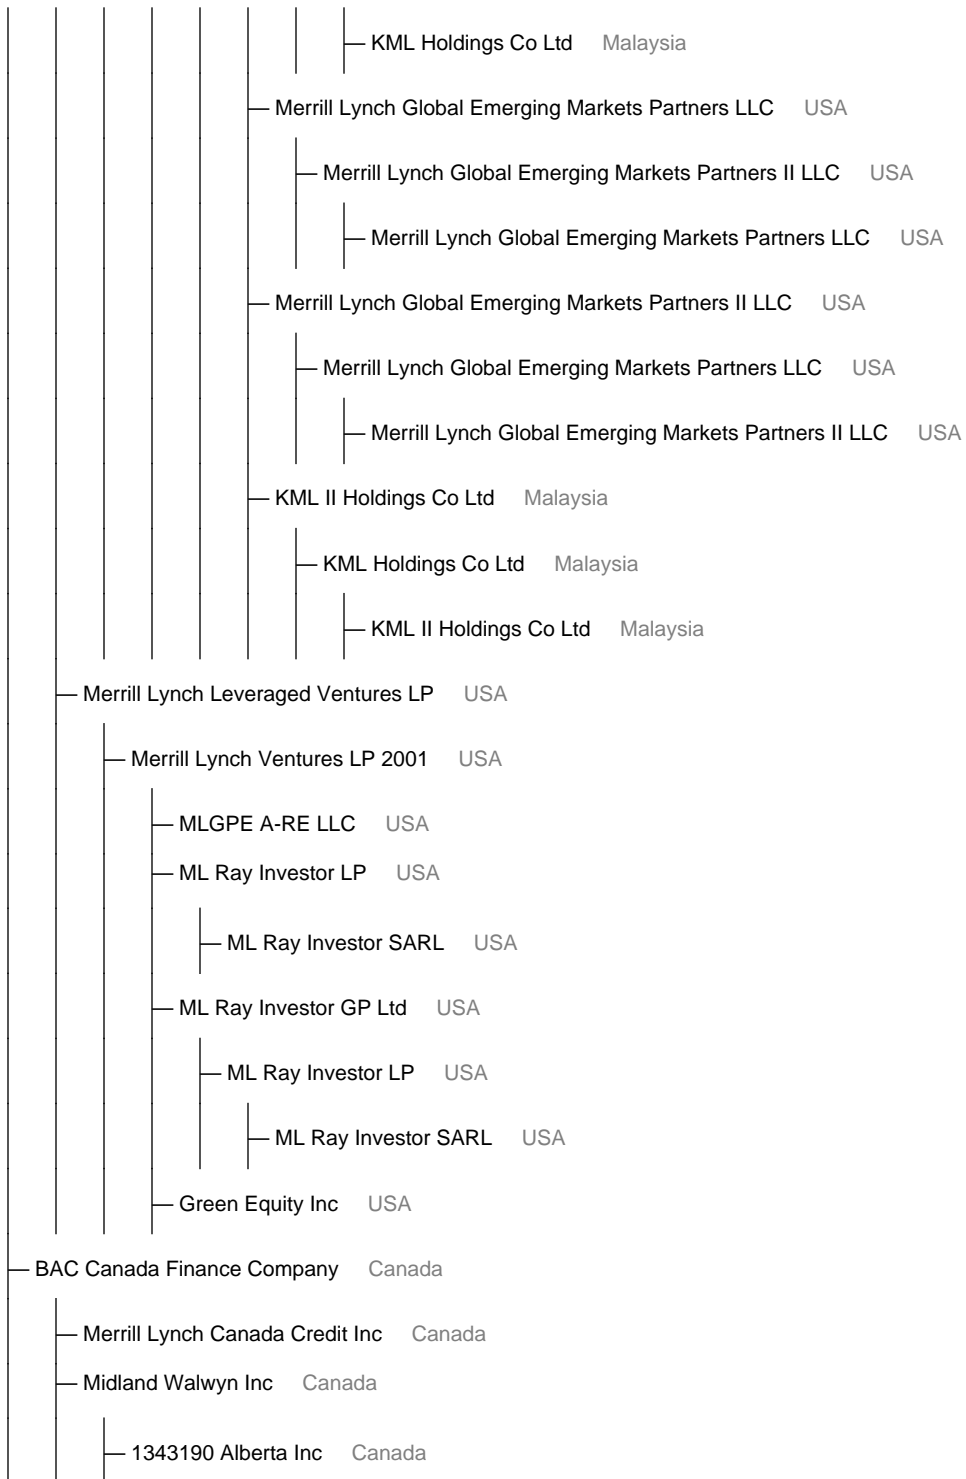 KML Holdings Co Ltd Malaysia
Merrill Lynch Global Emerging Markets Partners LLC USA
Merrill Lynch Global Emerging Markets Partners II LLC USA
Merrill Lynch Global Emerging Markets Partners LLC USA
Merrill Lynch Global Emerging Markets Partners II LLC USA
Merrill Lynch Global Emerging Markets Partners LLC USA
Merrill Lynch Global Emerging Markets Partners II LLC USA
KML II Holdings Co Ltd Malaysia
KML Holdings Co Ltd Malaysia
KML II Holdings Co Ltd Malaysia
Merrill Lynch Leveraged Ventures LP USA
Merrill Lynch Ventures LP 2001 USA
MLGPE A-RE LLC USA
ML Ray Investor LP USA
ML Ray Investor SARL USA
ML Ray Investor GP Ltd USA
ML Ray Investor LP USA
ML Ray Investor SARL USA
Green Equity Inc USA
BAC Canada Finance Company Canada
Merrill Lynch Canada Credit Inc Canada
Midland Walwyn Inc Canada
1343190 Alberta Inc Canada